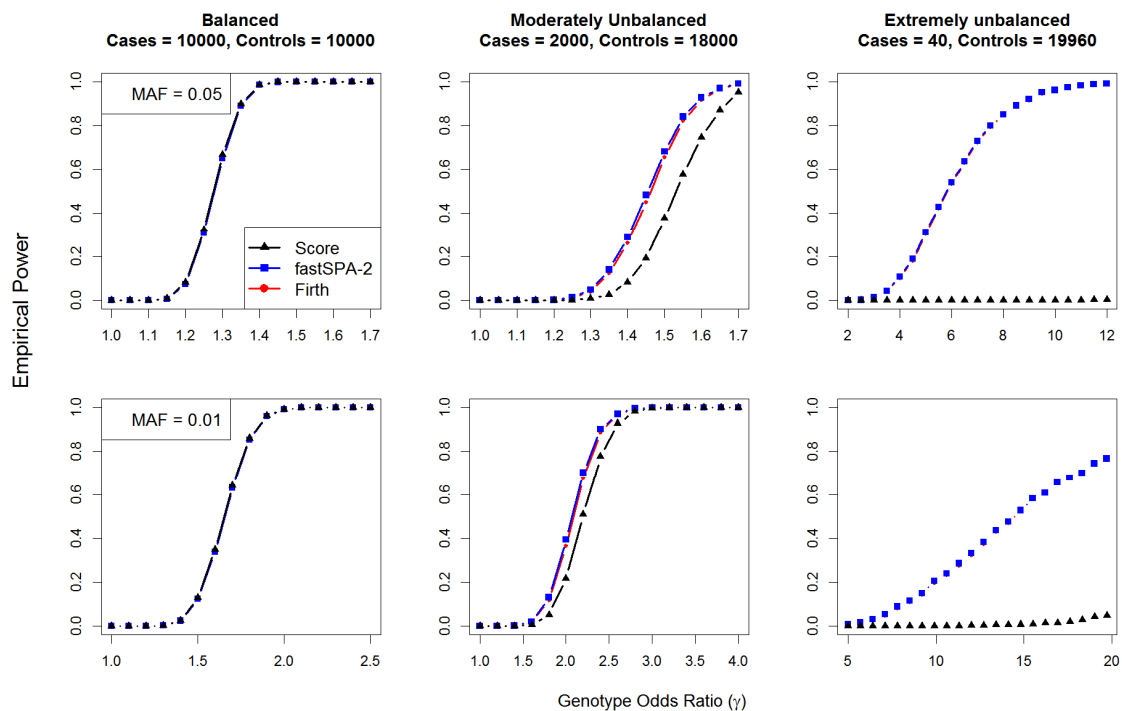 Balanced
Cases = 10000, Controls = 10000
Moderately Unbalanced
Cases = 2000, Controls = 18000
Extremely unbalanced
Cases = 40, Controls = 19960
Empirical Power
MAF = 0.05
Score
fastSPA-2
Firth
0.0 0.2 0.4 0.6 0.8 1.0
1.0 1.1 1.2 1.3 1.4 1.5 1.6 1.7
0.0 0.2 0.4 0.6 0.8 1.0
1.0 1.1 1.2 1.3 1.4 1.5 1.6 1.7
0.0 0.2 0.4 0.6 0.8 1.0
2 4 6 8 10 12
MAF = 0.01
0.0 0.2 0.4 0.6 0.8 1.0
1.0 1.5 2.0 2.5
0.0 0.2 0.4 0.6 0.8 1.0
1.0 1.5 2.0 2.5 3.0 3.5 4.0
0.0 0.2 0.4 0.6 0.8 1.0
5 10 15 20
Genotype Odds Ratio (γ)